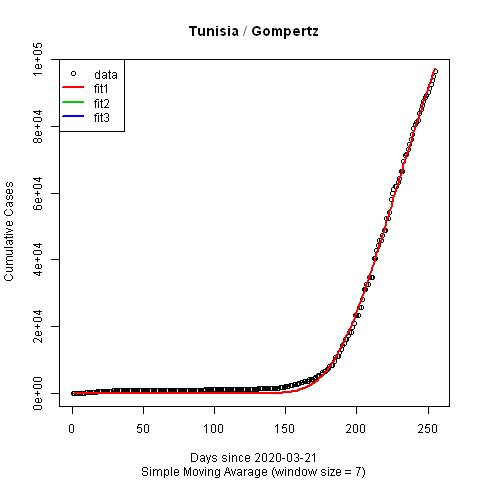 Tunisia / Gompertz
data
fit1
fit2
fit3
Cumulative Cases
0e+00
2e+04
4e+04
6e+04
8e+04
1e+05
0
50
100
150
200
250
Days since 2020-03-21
Simple Moving Avarage (window size = 7)